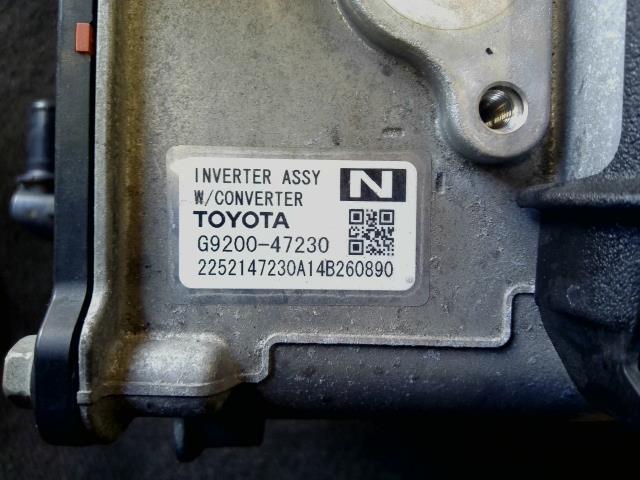 INVERTER ASSY
W/CONVERTER
N
TOYOTA
G9200-47230
2252147230A14B260890